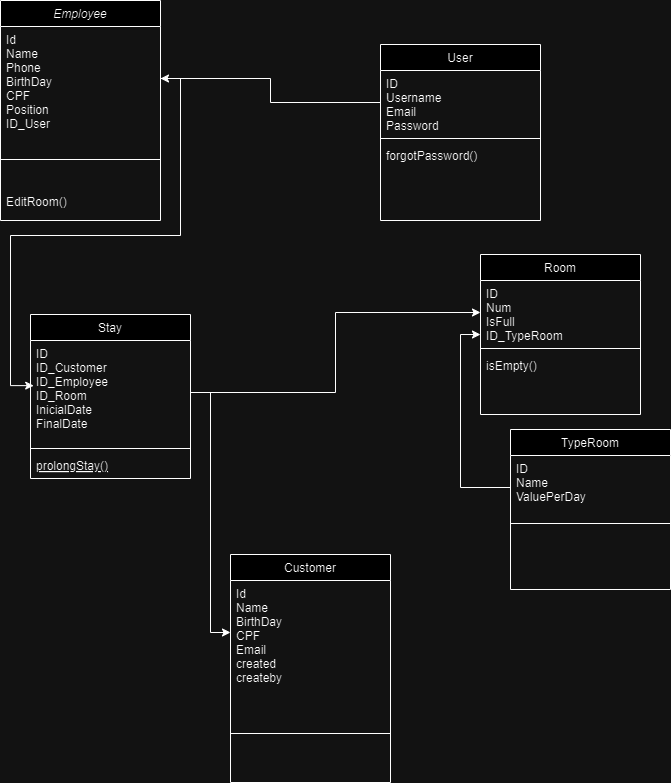 Employee
Id
Name
Phone
BirthDay
CPF
Position
ID_User
EditRoom()
User
ID
Username
Email
Password
forgotPassword()
Room
ID
Num
IsFull
ID_TypeRoom
isEmpty()
Stay
ID
ID_Customer
ID_Employee
ID_Room
InicialDate
FinalDate
prolongStay()
TypeRoom
ID
Name
ValuePerDay
Customer
Id
Name
BirthDay
CPF
Email
created
createby